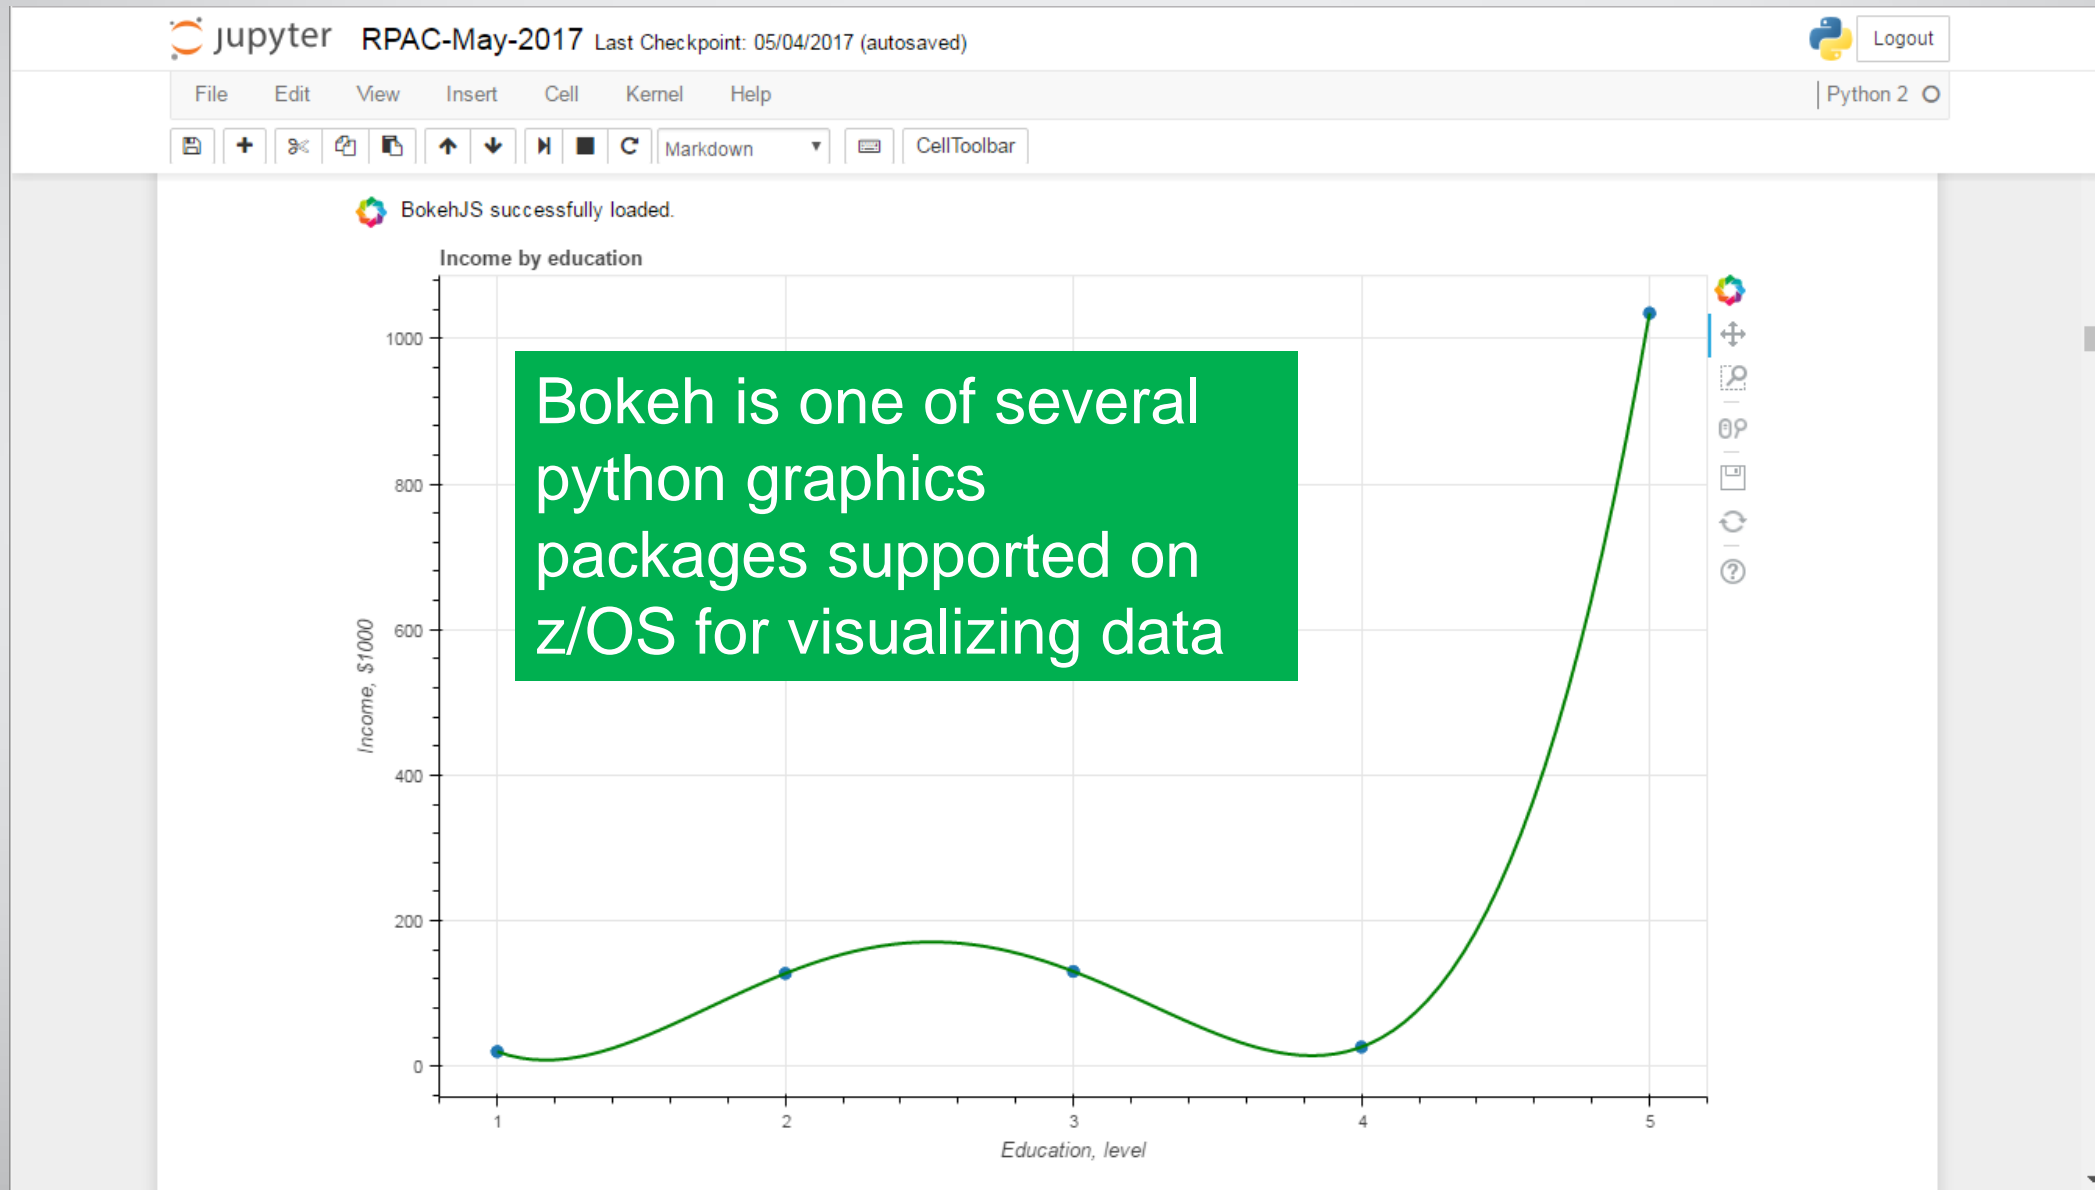 jupyter RPAC-May-2017 Last Checkpoint: 05/04/2017 (autosaved)
Logout
File Edit View Insert Cell Kernel Help
Python 2
Markdown
CellToolbar
BokehJS successfully loaded.
Income by education
1000
800
600
400
200
0
Income, $1000
Bokeh is one of several
python graphics
packages supported on
z/OS for visualizing data
1 2 3 4 5
Education, level